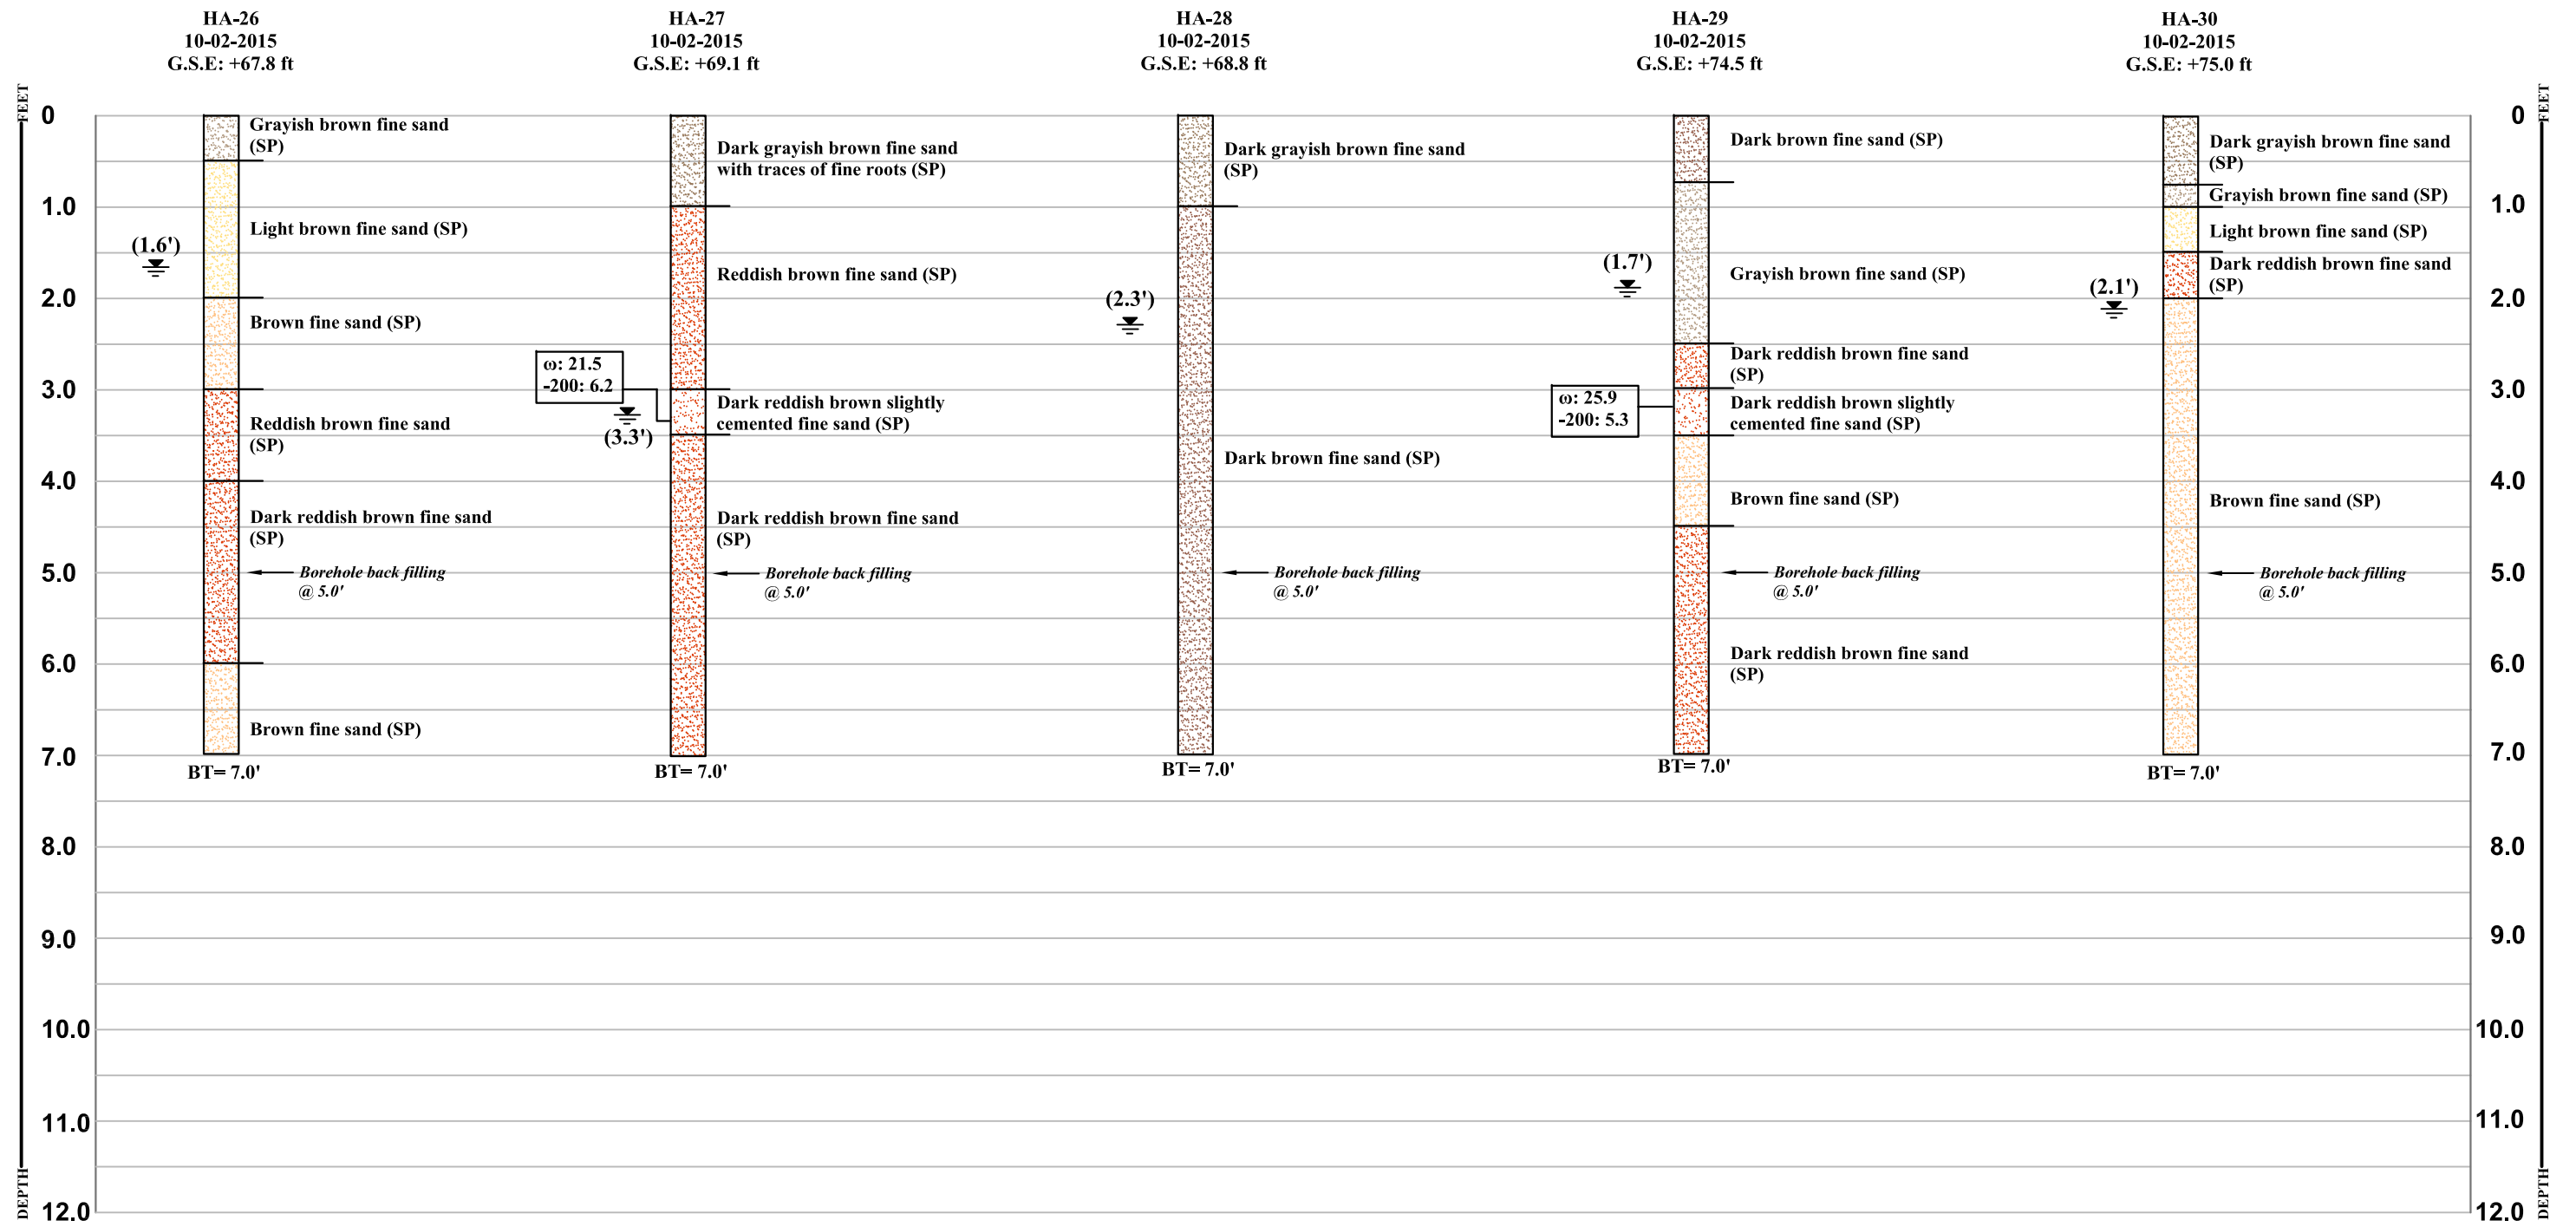 HA-26
10-02-2015
G.S.E: +67.8 ft
HA-27
10-02-2015
G.S.E: +69.1 ft
HA-28
10-02-2015
G.S.E: +68.8 ft
HA-29
10-02-2015
G.S.E: +74.5 ft
HA-30
10-02-2015
G.S.E: +75.0 ft
FEET
0
1.0
2.0
3.0
4.0
5.0
6.0
7.0
8.0
9.0
10.0
11.0
12.0
DEPTH
Grayish brown fine sand
(SP)
Light brown fine sand (SP)
(1.6')
Brown fine sand (SP)
Reddish brown fine sand
(SP)
Dark reddish brown fine sand
(SP)
Borehole back filling
@ 5.0'
Brown fine sand (SP)
BT= 7.0'
Dark grayish brown fine sand
with traces of fine roots (SP)
Reddish brown fine sand (SP)
ω: 21.5
-200: 6.2
(3.3')
Dark reddish brown slightly
cemented fine sand (SP)
Dark reddish brown fine sand
(SP)
Borehole back filling
@ 5.0'
BT= 7.0'
Dark grayish brown fine sand
(SP)
(2.3')
Dark brown fine sand (SP)
Borehole back filling
@ 5.0'
BT= 7.0'
Dark brown fine sand (SP)
(1.7')
Grayish brown fine sand (SP)
Dark reddish brown fine sand
(SP)
ω: 25.9
-200: 5.3
Dark reddish brown slightly
cemented fine sand (SP)
Brown fine sand (SP)
Borehole back filling
@ 5.0'
Dark reddish brown fine sand
(SP)
BT= 7.0'
Dark grayish brown fine sand
(SP)
Grayish brown fine sand (SP)
Light brown fine sand (SP)
Dark reddish brown fine sand
(SP)
(2.1')
Brown fine sand (SP)
Borehole back filling
@ 5.0'
BT= 7.0'
FEET
0
1.0
2.0
3.0
4.0
5.0
6.0
7.0
8.0
9.0
10.0
11.0
12.0
DEPTH